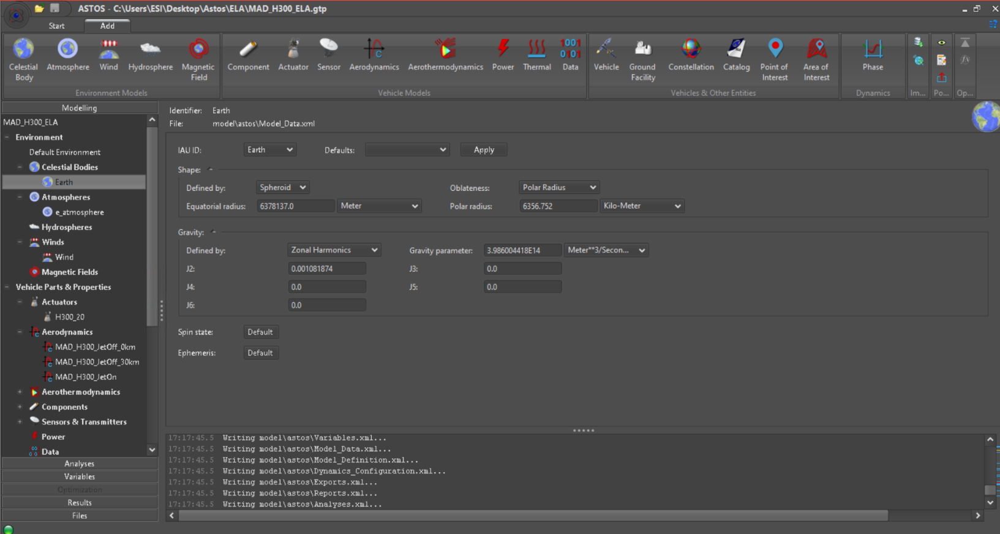 ASTOS - C:\Users\ESI\Desktop\Astos\ELA\MAD_H300_ELA.gtp
Start Add
Celestial Body Atmosphere Wind Hydrosphere Magnetic Field
Environment Models
Component Actuator Sensor Aerodynamics Aerothermodynamics Power Thermal 1001 0101 Data
Vehicle Models
Vehicle Ground Facility Constellation Catalog Point of Interest Area of Interest
Vehicles & Other Entities
Phase
Dynamics
Im... Po... Op...
Modelling
MAD_H300_ELA
Environment
Default Environment
Celestial Bodies
Earth
Atmospheres
e_atmosphere
Hydrospheres
Winds
Wind
Magnetic Fields
Vehicle Parts & Properties
Actuators
H300_20
Aerodynamics
MAD_H300_JetOff_0km
MAD_H300_JetOff_30km
MAD_H300_JetOn
Aerothermodynamics
Components
Sensors & Transmitters
Power
Data
Analyses
Variables
Optimization
Results
Files
Identifier: Earth
File: model\astos\Model_Data.xml
IAU ID: Earth Defaults: Apply
Shape:
Defined by: Spheroid Oblateness: Polar Radius
Equatorial radius: 6378137.0 Meter Polar radius: 6356.752 Kilo-Meter
Gravity:
Defined by: Zonal Harmonics Gravity parameter: 3.986004418E14 Meter**3/Secon...
J2: 0.001081874 J3: 0.0
J4: 0.0 J5: 0.0
J6: 0.0
Spin state: Default
Ephemeris: Default
17:17:45.5 Writing model\astos\Variables.xml...
17:17:45.5 Writing model\astos\Model_Data.xml...
17:17:45.5 Writing model\astos\Model_Definition.xml...
17:17:45.5 Writing model\astos\Dynamics_Configuration.xml...
17:17:45.5 Writing model\astos\Exports.xml...
17:17:45.5 Writing model\astos\Reports.xml...
17:17:45.5 Writing model\astos\Analyses.xml...